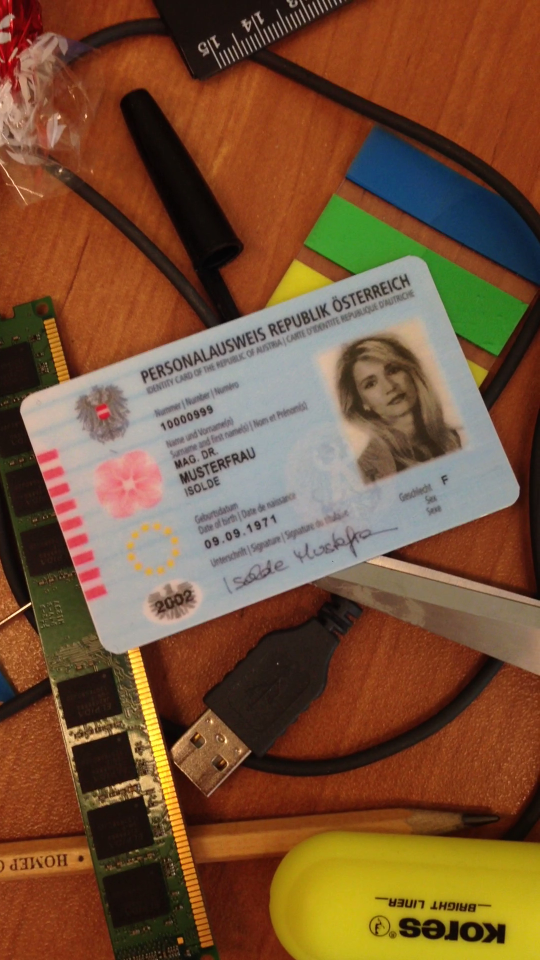 15 14 13
PERSONALAUSWEIS REPUBLIK ÖSTERREICH
IDENTITY CARD OF THE REPUBLIC OF AUSTRIA | CARTE D'IDENTITÉ RÉPUBLIQUE D'AUTRICHE
Nummer | Number | Numéro
10000999
Name und Vorname(n)
Surname and first name(s) | Nom et Prénom(s)
MAG. DR.
MUSTERFRAU
ISOLDE
Geburtsdatum
Date of birth | Date de naissance
09.09.1971
Geschlecht F
Sex
Sexe
Unterschrift | Signature | Signature du titulaire
Isolde Musterfrau
2002
HOMEP
Kores®
BRIGHT LINER